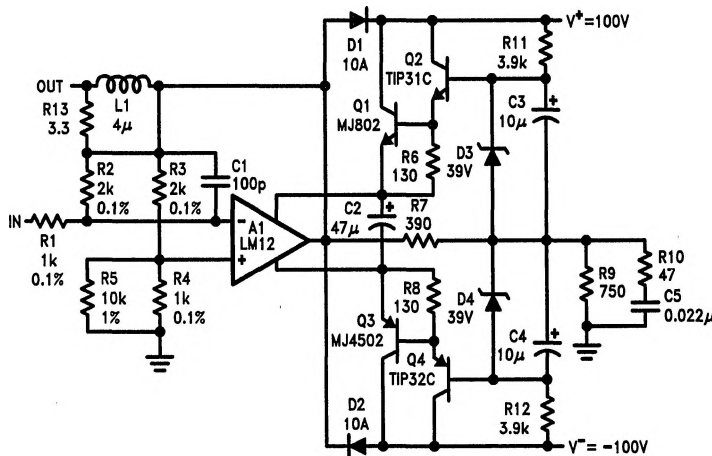 V⁺=100V
D1
10A
Q2
TIP31C
R11
3.9k
OUT
L1
4μ
R13
3.3
Q1
MJ802
C3
10μ
+
R2
2k
0.1%
R3
2k
0.1%
C1
100p
R6
130
D3
39V
IN
R1
1k
0.1%
−
A1
LM12
+
C2
47μ
+
R7
390
R5
10k
1%
R4
1k
0.1%
R8
130
D4
39V
R9
750
R10
47
C5
0.022μ
Q3
MJ4502
Q4
TIP32C
C4
10μ
+
D2
10A
R12
3.9k
V⁻= -100V